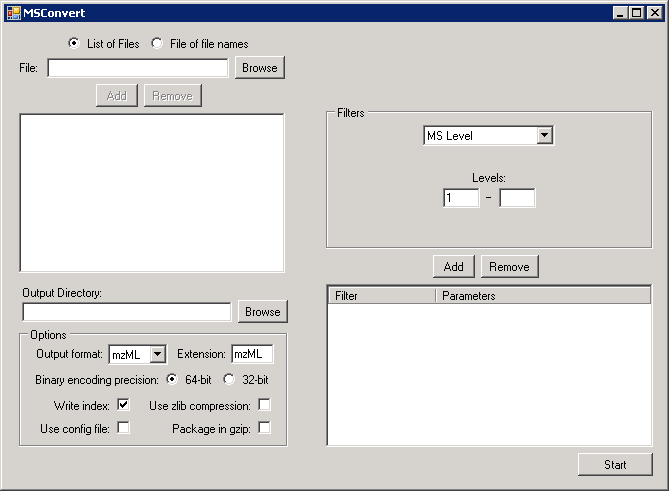 MSConvert
List of Files File of file names
File: Browse
Add Remove
Output Directory:
Browse
Options
Output format: mzML Extension: mzML
Binary encoding precision: 64-bit 32-bit
Write index: Use zlib compression:
Use config file: Package in gzip:
Filters
MS Level
Levels:
1 -
Add Remove
Filter Parameters
Start